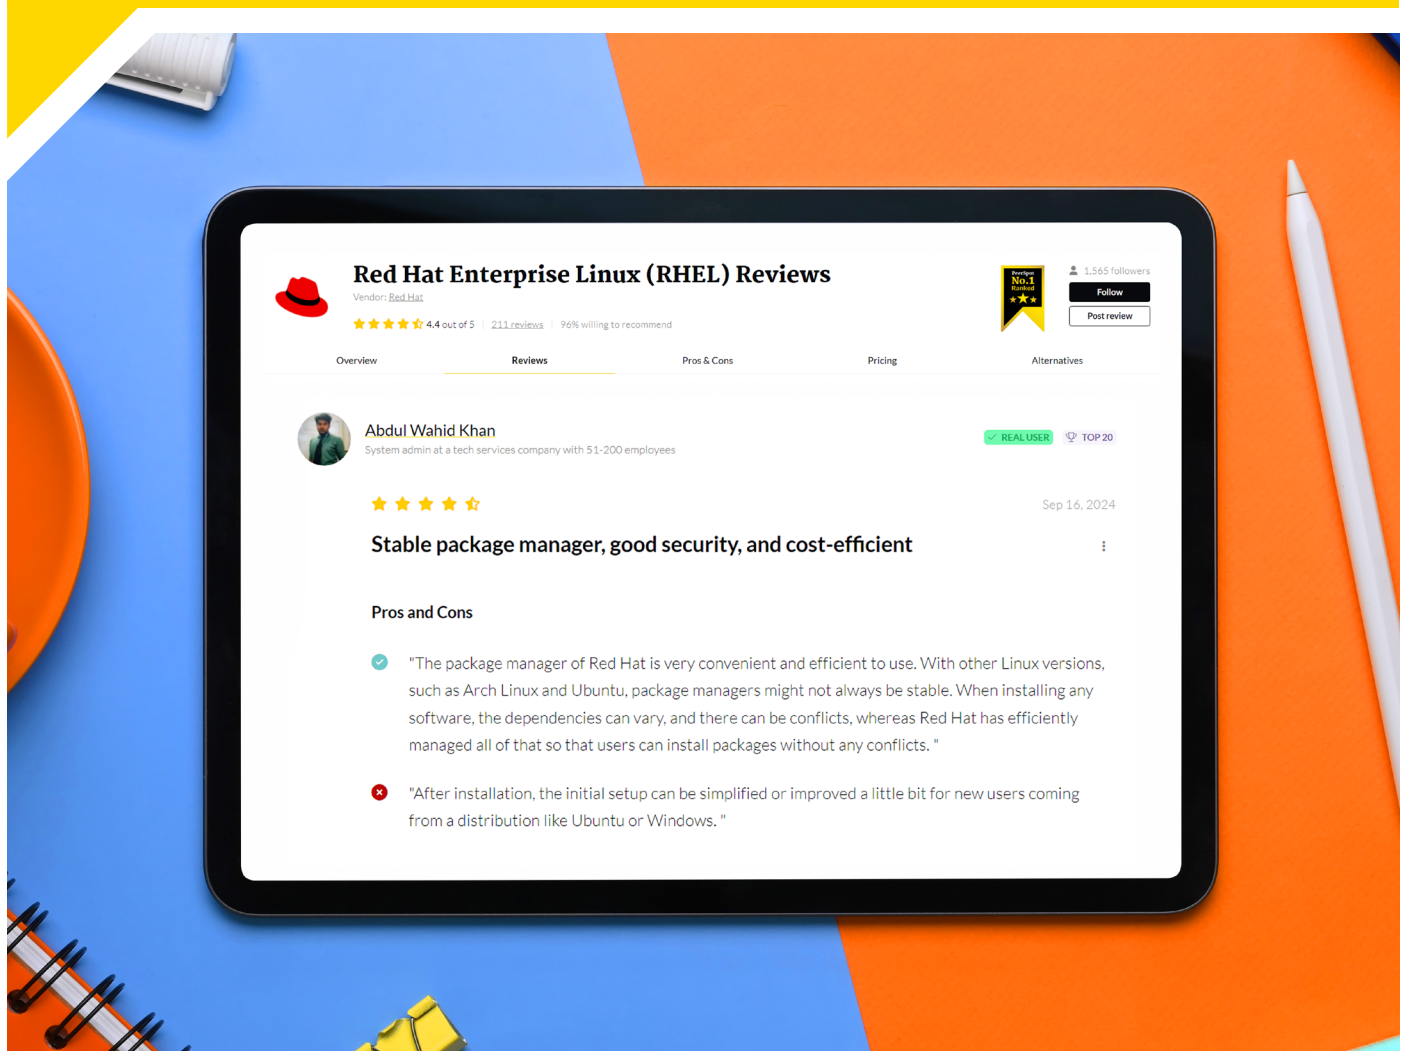 Red Hat Enterprise Linux (RHEL) Reviews
Vendor: Red Hat
4.4 out of 5 211 reviews 96% willing to recommend
PeerSpot
No.1
Ranked
1,565 followers
Follow
Post review
Overview Reviews Pros & Cons Pricing Alternatives
Abdul Wahid Khan
System admin at a tech services company with 51-200 employees
REAL USER TOP 20
Sep 16, 2024
Stable package manager, good security, and cost-efficient
Pros and Cons
"The package manager of Red Hat is very convenient and efficient to use. With other Linux versions,
such as Arch Linux and Ubuntu, package managers might not always be stable. When installing any
software, the dependencies can vary, and there can be conflicts, whereas Red Hat has efficiently
managed all of that so that users can install packages without any conflicts. "
"After installation, the initial setup can be simplified or improved a little bit for new users coming
from a distribution like Ubuntu or Windows. "